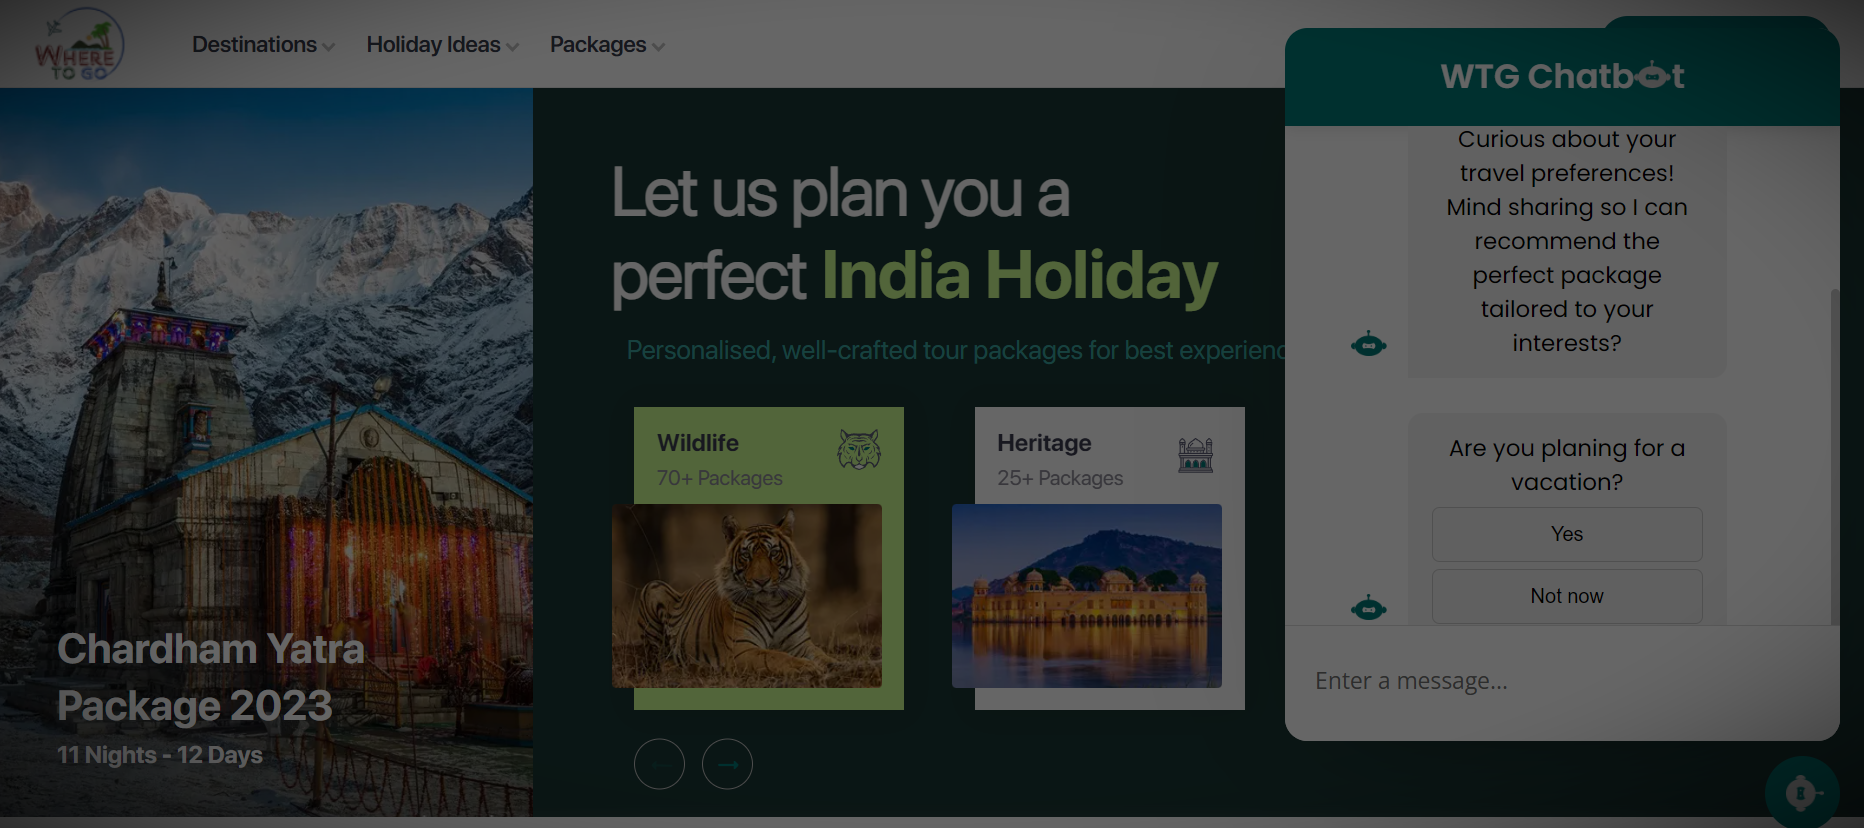 WHERE
TO GO
Destinations
Holiday Ideas
Packages
Let us plan you a
perfect India Holiday
Personalised, well-crafted tour packages for best experienc
Wildlife
70+ Packages
Heritage
25+ Packages
Chardham Yatra
Package 2023
11 Nights - 12 Days
WTG Chatbot
Curious about your
travel preferences!
Mind sharing so I can
recommend the
perfect package
tailored to your
interests?
Are you planing for a
vacation?
Yes
Not now
Enter a message...